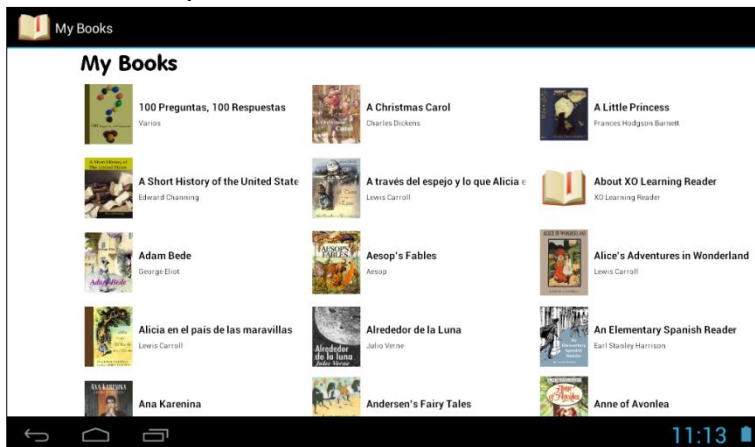 My Books
My Books
100 Preguntas, 100 Respuestas
Varios
A Christmas Carol
Charles Dickens
A Little Princess
Frances Hodgson Barnett
A Short History of the United State
Edward Channing
A través del espejo y lo que Alicia e
Lewis Carroll
About XO Learning Reader
XO Learning Reader
Adam Bede
George Eliot
Aesop's Fables
Aesop
Alice's Adventures in Wonderland
Lewis Carroll
Alicia en el país de las maravillas
Lewis Carroll
Alrededor de la Luna
Julio Verne
An Elementary Spanish Reader
Earl Stanley Harrison
Ana Karenina
Andersen's Fairy Tales
Anne of Avonlea
11:13